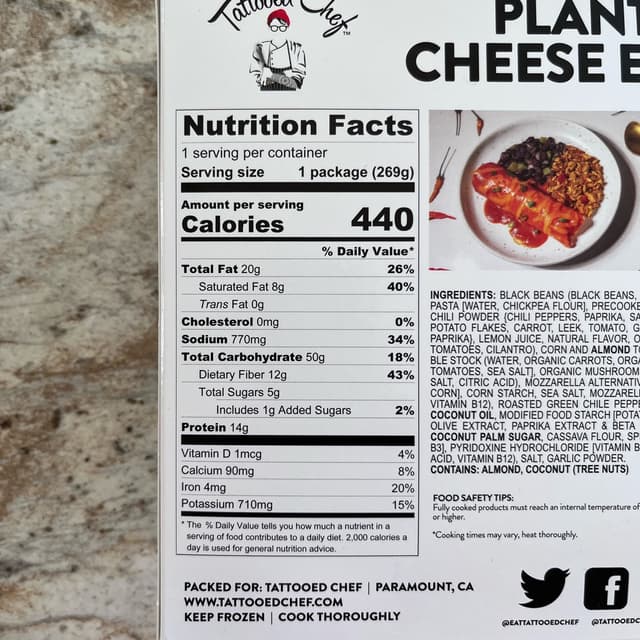 Tattooed Chef™
PLANT
CHEESE
Nutrition Facts
1 serving per container
Serving size 1 package (269g)
Amount per serving
Calories 440
% Daily Value*
Total Fat 20g 26%
Saturated Fat 8g 40%
Trans Fat 0g
Cholesterol 0mg 0%
Sodium 770mg 34%
Total Carbohydrate 50g 18%
Dietary Fiber 12g 43%
Total Sugars 5g
Includes 1g Added Sugars 2%
Protein 14g
Vitamin D 1mcg 4%
Calcium 90mg 8%
Iron 4mg 20%
Potassium 710mg 15%
* The % Daily Value tells you how much a nutrient in a
serving of food contributes to a daily diet. 2,000 calories a
day is used for general nutrition advice.
INGREDIENTS: BLACK BEANS (BLACK BEANS,
PASTA [WATER, CHICKPEA FLOUR], PRECOOKE
CHILI POWDER {CHILI PEPPERS, PAPRIKA, SA
POTATO FLAKES, CARROT, LEEK, TOMATO, G
PAPRIKA}, LEMON JUICE, NATURAL FLAVOR, O
TOMATOES, CILANTRO), CORN AND ALMOND TO
BLE STOCK (WATER, ORGANIC CARROTS, ORGA
TOMATOES, SEA SALT], ORGANIC MUSHROOM
SALT, CITRIC ACID), MOZZARELLA ALTERNATIV
CORN], CORN STARCH, SEA SALT, MOZZAREL
VITAMIN B12), ROASTED GREEN CHILE PEPP
COCONUT OIL, MODIFIED FOOD STARCH [POTA
OLIVE EXTRACT, PAPRIKA EXTRACT & BETA
COCONUT PALM SUGAR, CASSAVA FLOUR, SP
B3], PYRIDOXINE HYDROCHLORIDE [VITAMIN B
ACID, VITAMIN B12), SALT, GARLIC POWDER.
CONTAINS: ALMOND, COCONUT (TREE NUTS)
FOOD SAFETY TIPS:
Fully cooked products must reach an internal temperature of
or higher.
*Cooking times may vary, heat thoroughly.
PACKED FOR: TATTOOED CHEF | PARAMOUNT, CA
WWW.TATTOOEDCHEF.COM
KEEP FROZEN | COOK THOROUGHLY
@EATTATTOOEDCHEF @TATTOOEDC